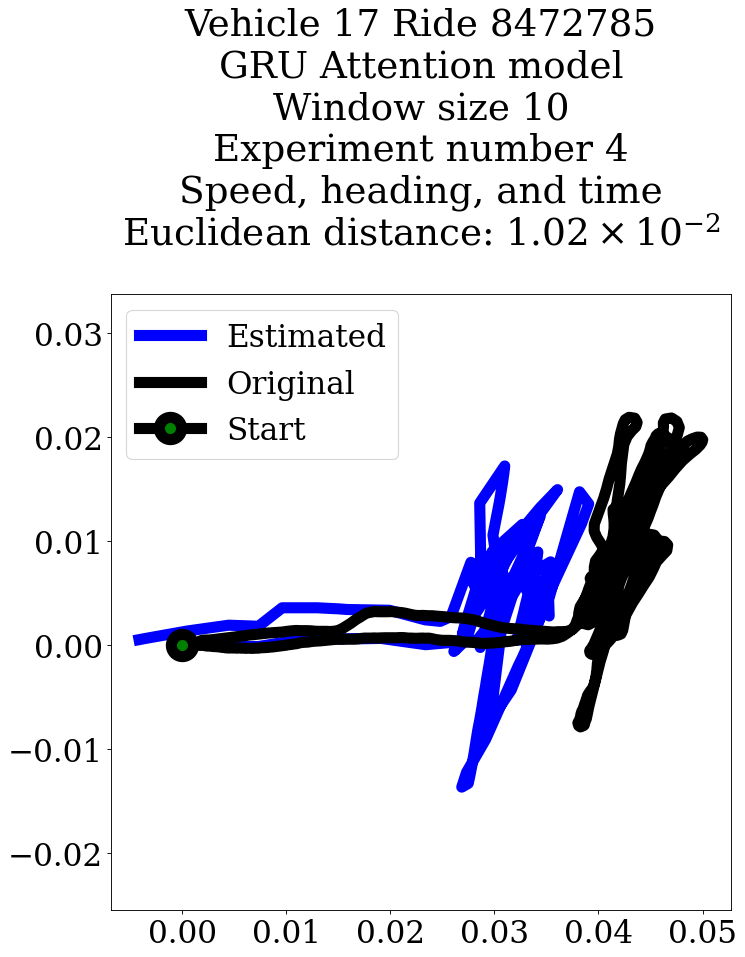 Vehicle 17 Ride 8472785
GRU Attention model
Window size 10
Experiment number 4
Speed, heading, and time
Euclidean distance: 1.02 × 10⁻²
Estimated
Original
Start
0.03
0.02
0.01
0.00
−0.01
−0.02
0.00 0.01 0.02 0.03 0.04 0.05